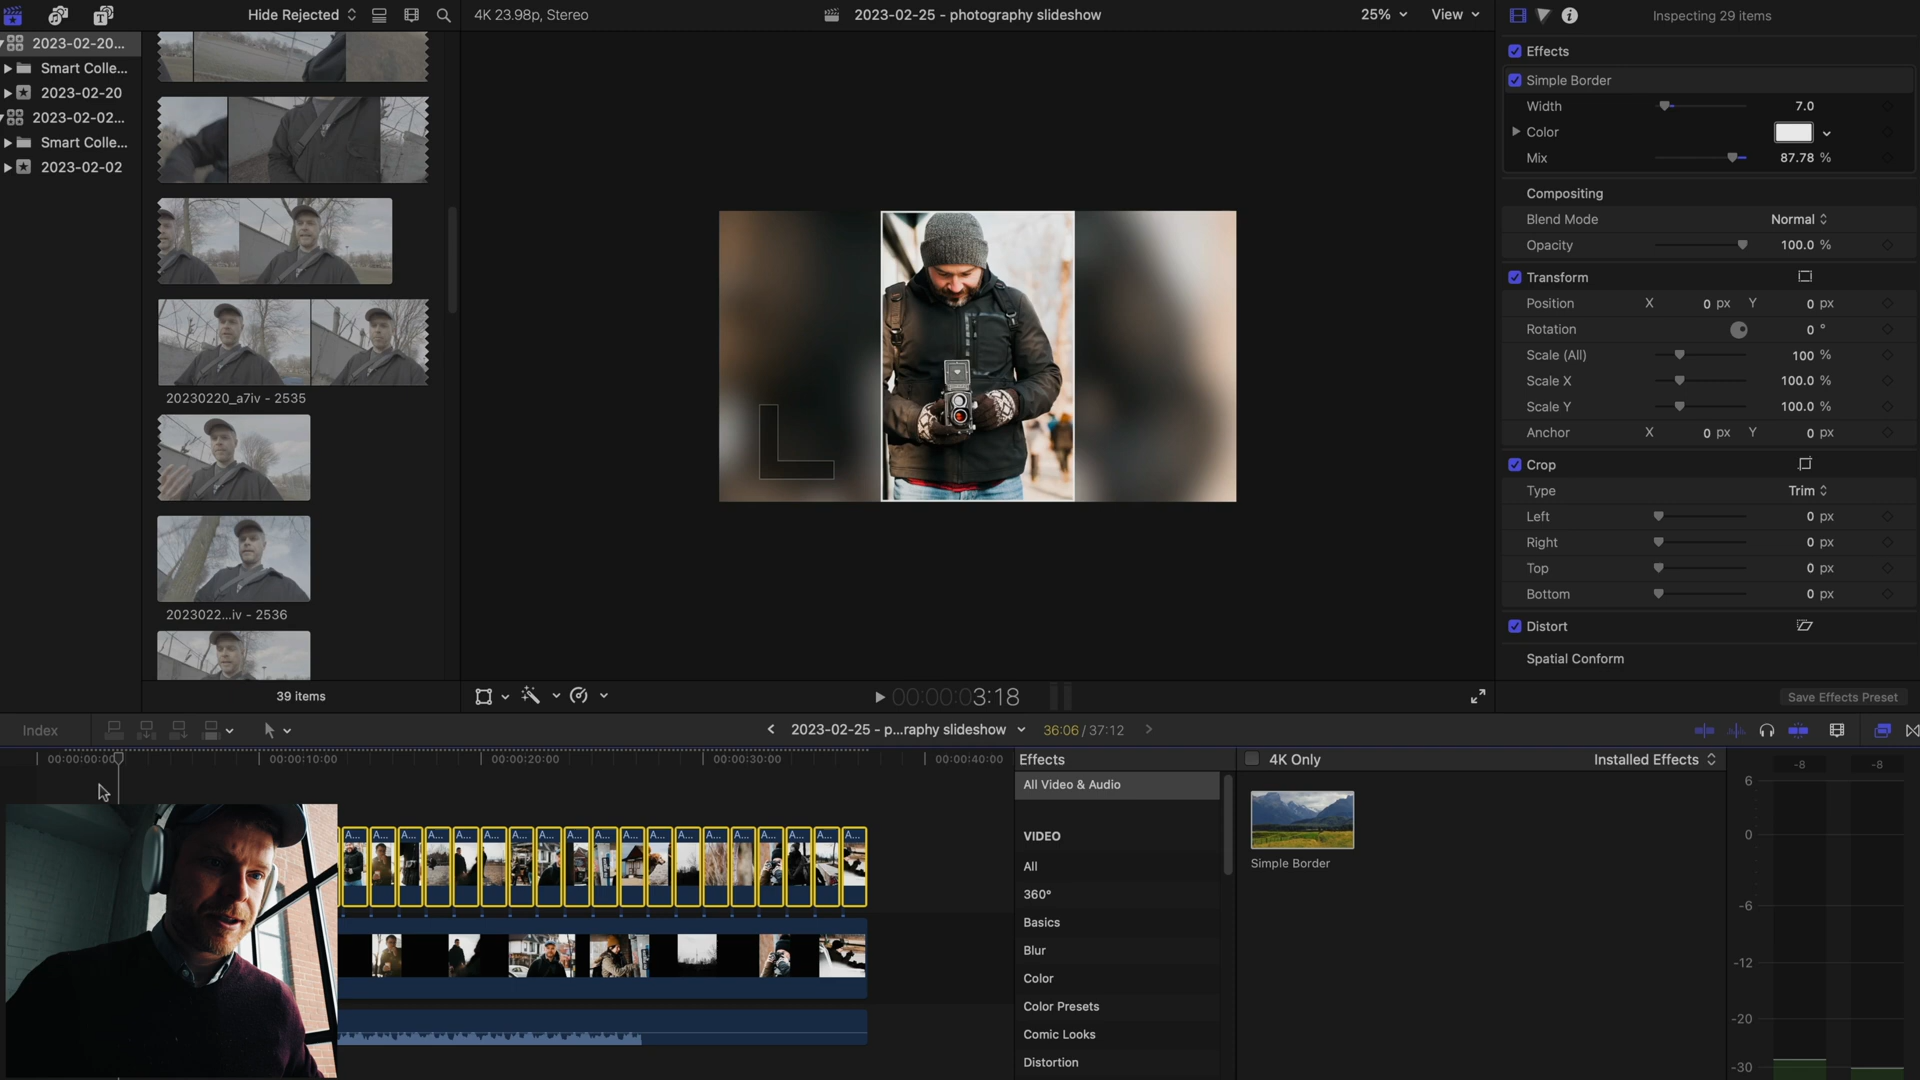 Hide Rejected
4K 23.98p, Stereo
2023-02-25 - photography slideshow
25%
View
Inspecting 29 items
2023-02-20...
Smart Colle...
2023-02-20
2023-02-02...
Smart Colle...
2023-02-02
20230220_a7iv - 2535
2023022...iv - 2536
39 items
Effects
Simple Border
Width 7.0
Color
Mix 87.78 %
Compositing
Blend Mode Normal
Opacity 100.0 %
Transform
Position X 0 px Y 0 px
Rotation 0 °
Scale (All) 100 %
Scale X 100.0 %
Scale Y 100.0 %
Anchor X 0 px Y 0 px
Crop
Type Trim
Left 0 px
Right 0 px
Top 0 px
Bottom 0 px
Distort
Spatial Conform
Save Effects Preset
00:00:03:18
Index
2023-02-25 - p...raphy slideshow
36:06 / 37:12
00:00:00:00
00:00:10:00
00:00:20:00
00:00:30:00
00:00:40:00
A... A... A... A... A... A... A... A... A... A... A... A... A... A... A... A... A... A... A...
Effects
All Video & Audio
VIDEO
All
360°
Basics
Blur
Color
Color Presets
Comic Looks
Distortion
4K Only
Installed Effects
Simple Border
-8 -8
6
0
-6
-12
-20
-30